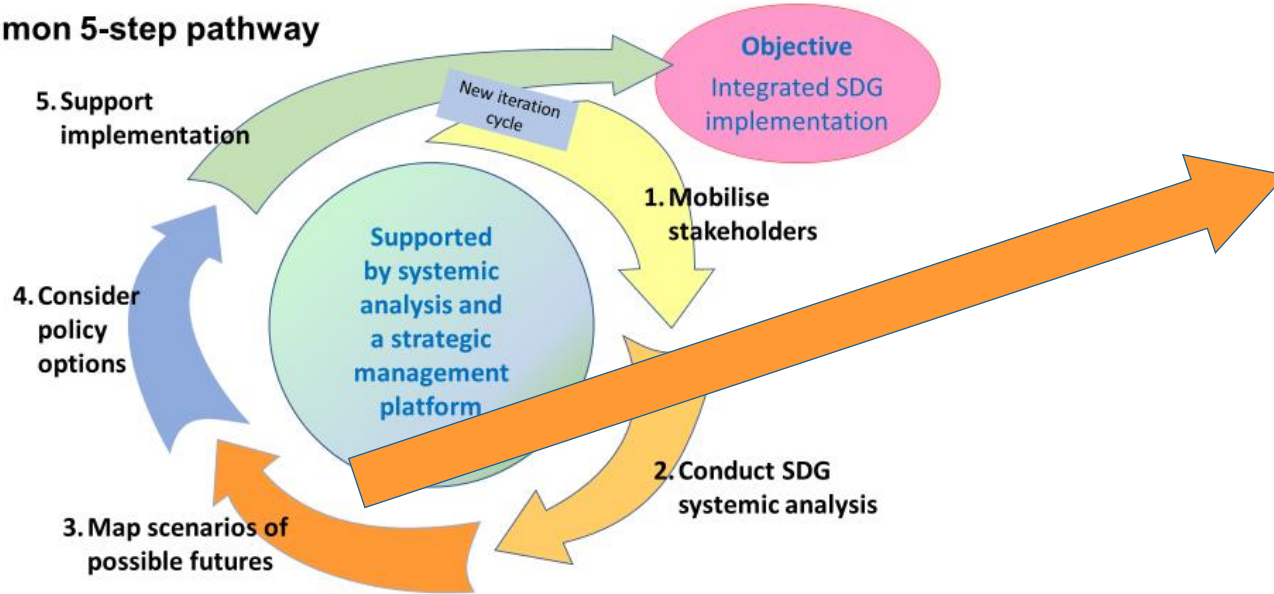 mon 5-step pathway
Objective
Integrated SDG
implementation
New iteration
cycle
5. Support
implementation
1. Mobilise
stakeholders
Supported
by systemic
analysis and
a strategic
management
platform
4. Consider
policy
options
2. Conduct SDG
systemic analysis
3. Map scenarios of
possible futures